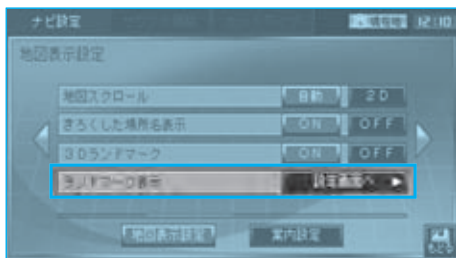 ナビ設定 12:10
地図表示設定
地図スクロール 自動 2D
きろくした場所名表示 ON OFF
3Dランドマーク ON OFF
ランドマーク表示 設定画面へ
地図表示設定 案内設定
もどる